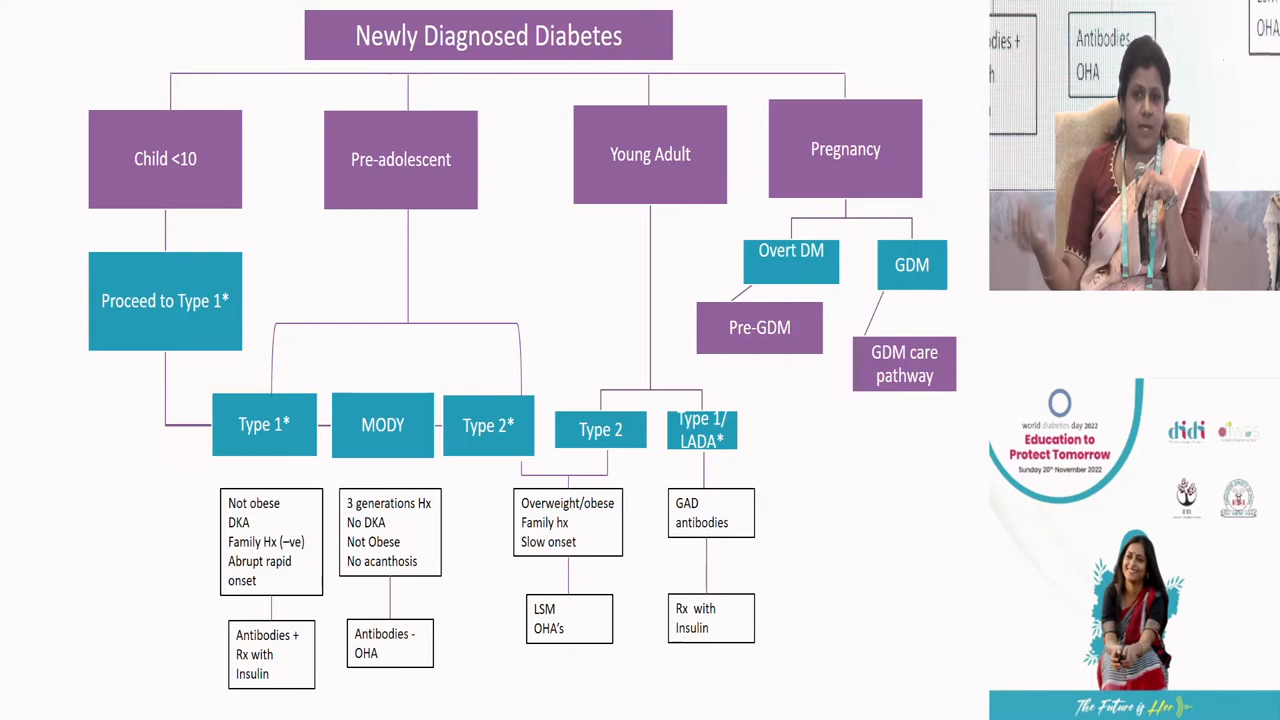 Newly Diagnosed Diabetes
Child <10
Pre-adolescent
Young Adult
Pregnancy
Proceed to Type 1*
Overt DM
GDM
Pre-GDM
GDM care
pathway
Type 1*
MODY
Type 2*
Type 2
Type 1/
LADA*
Not obese
DKA
Family Hx (–ve)
Abrupt rapid
onset
3 generations Hx
No DKA
Not Obese
No acanthosis
Overweight/obese
Family hx
Slow onset
GAD
antibodies
Antibodies +
Rx with
Insulin
Antibodies -
OHA
LSM
OHA's
Rx with
Insulin
Antibodies
OHA
OHA
world diabetes day 2022
Education to
Protect Tomorrow
Sunday 20th November 2022
didi
The Future is Her